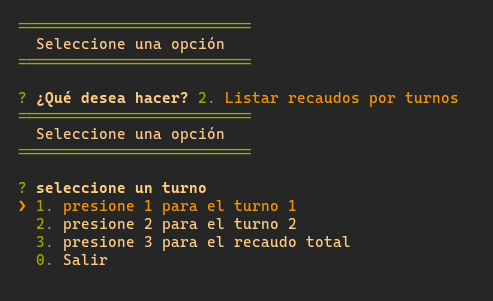 ==========================
Seleccione una opción
==========================
? ¿Qué desea hacer? 2. Listar recaudos por turnos
==========================
Seleccione una opción
==========================
? seleccione un turno
❯ 1. presione 1 para el turno 1
2. presione 2 para el turno 2
3. presione 3 para el recaudo total
0. Salir